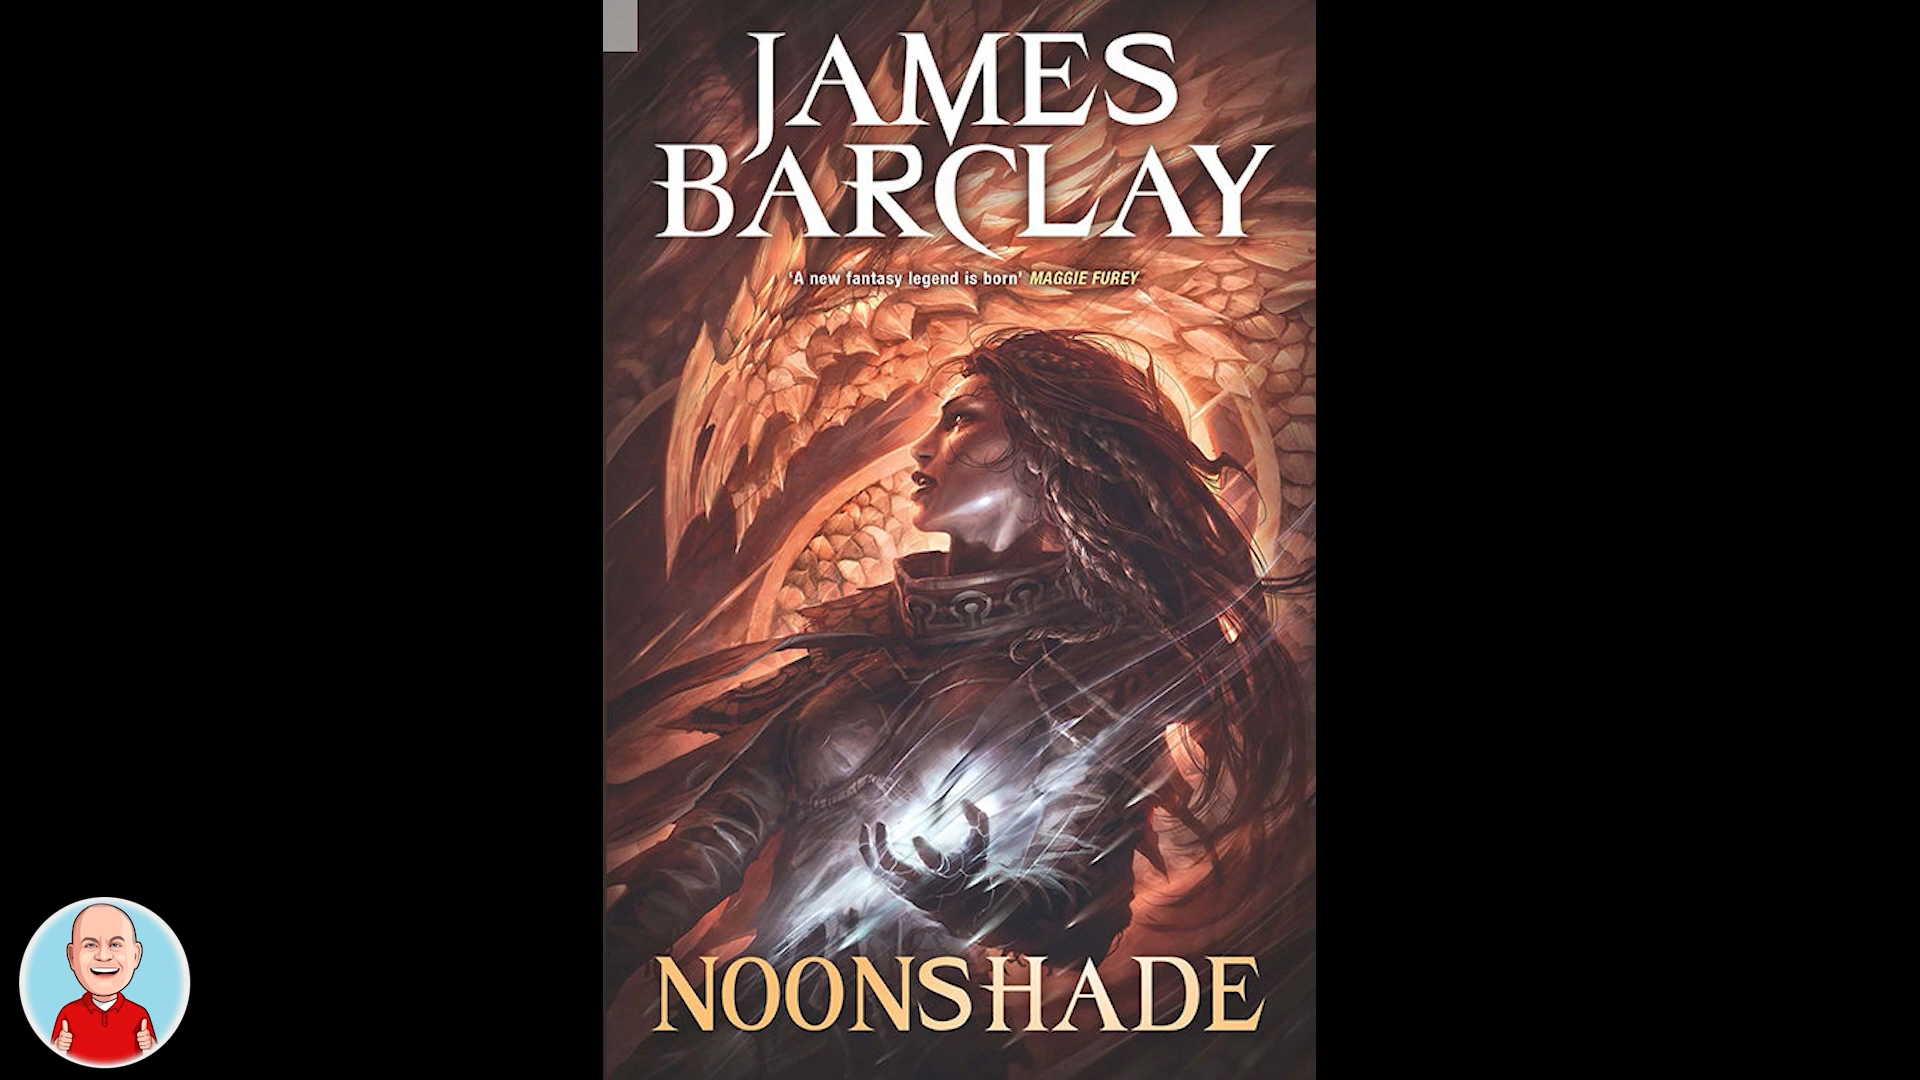 JAMES
BARCLAY
'A new fantasy legend is born' MAGGIE FUREY
NOONSHADE